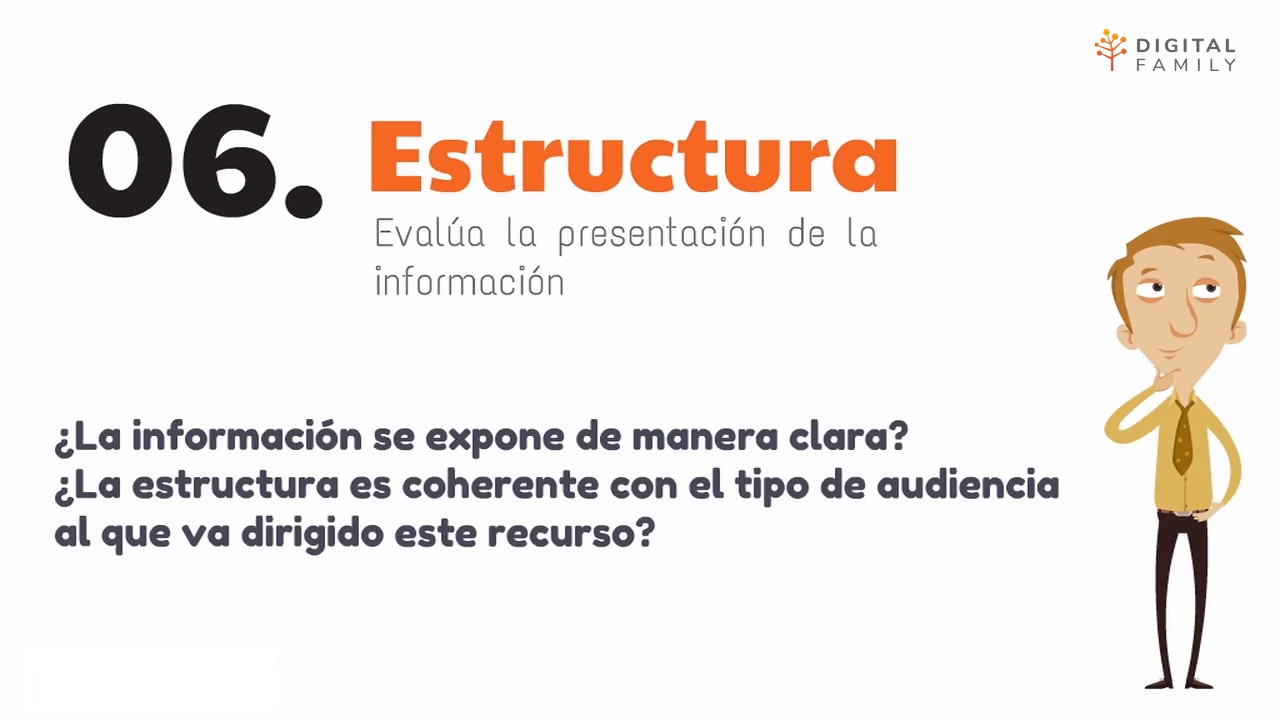 DIGITAL
FAMILY
06. Estructura
Evalúa la presentación de la
información
¿La información se expone de manera clara?
¿La estructura es coherente con el tipo de audiencia
al que va dirigido este recurso?